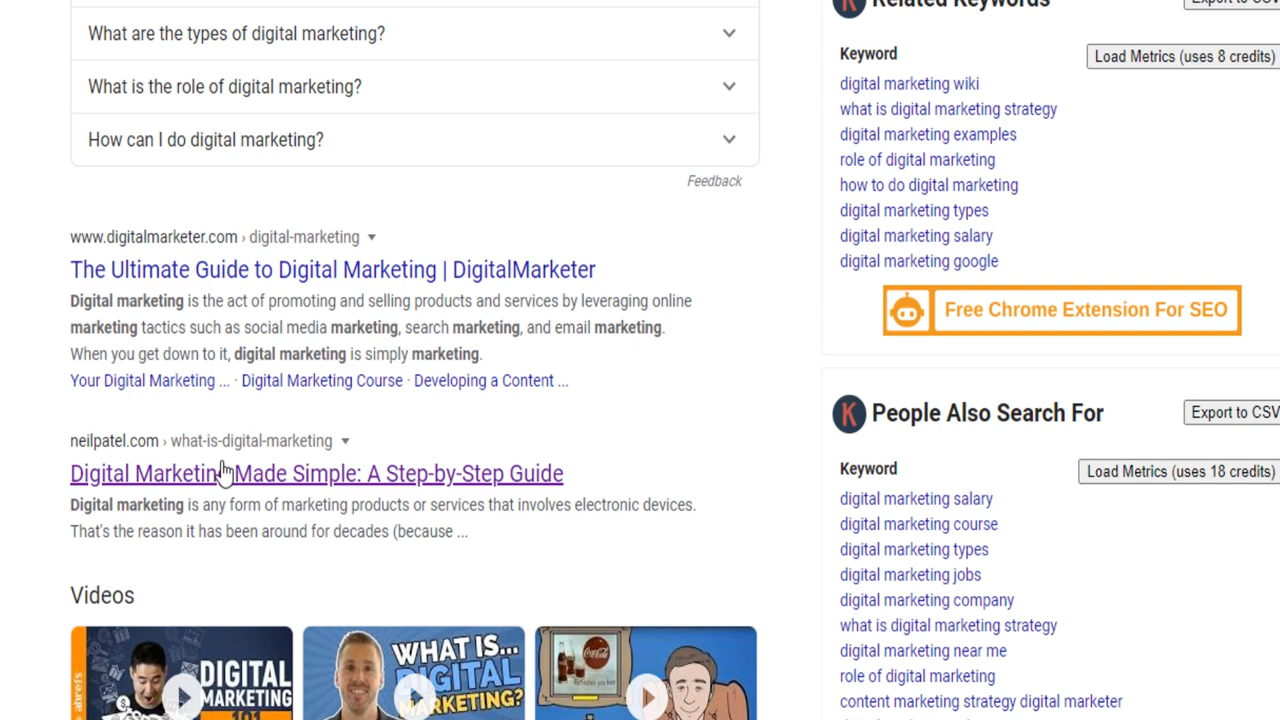 What are the types of digital marketing?
What is the role of digital marketing?
How can I do digital marketing?
Feedback
www.digitalmarketer.com › digital-marketing
The Ultimate Guide to Digital Marketing | DigitalMarketer
Digital marketing is the act of promoting and selling products and services by leveraging online
marketing tactics such as social media marketing, search marketing, and email marketing.
When you get down to it, digital marketing is simply marketing.
Your Digital Marketing ... · Digital Marketing Course · Developing a Content ...
neilpatel.com › what-is-digital-marketing
Digital Marketing Made Simple: A Step-by-Step Guide
Digital marketing is any form of marketing products or services that involves electronic devices.
That's the reason it has been around for decades (because ...
Videos
ahrefs
DIGITAL
MARKETING
101
WHAT IS...
DIGITAL
MARKETING?
Coca-Cola
K
Related Keywords
Export to CSV
Keyword
Load Metrics (uses 8 credits)
digital marketing wiki
what is digital marketing strategy
digital marketing examples
role of digital marketing
how to do digital marketing
digital marketing types
digital marketing salary
digital marketing google
Free Chrome Extension For SEO
K
People Also Search For
Export to CSV
Keyword
Load Metrics (uses 18 credits)
digital marketing salary
digital marketing course
digital marketing types
digital marketing jobs
digital marketing company
what is digital marketing strategy
digital marketing near me
role of digital marketing
content marketing strategy digital marketer